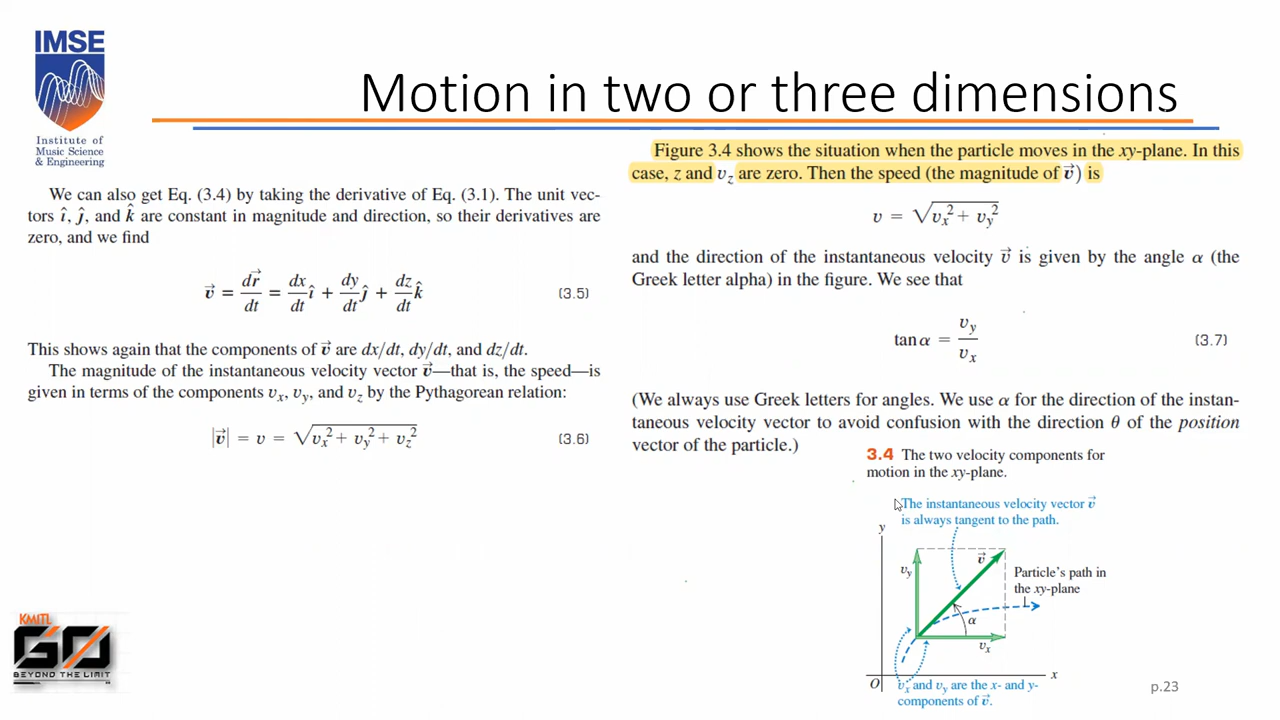 IMSE
Institute of
Music Science
& Engineering
Motion in two or three dimensions
We can also get Eq. (3.4) by taking the derivative of Eq. (3.1). The unit vec-
tors î, ĵ, and k̂ are constant in magnitude and direction, so their derivatives are
zero, and we find
v⃗ = dr⃗/dt = dx/dt î + dy/dt ĵ + dz/dt k̂ (3.5)
This shows again that the components of v⃗ are dx/dt, dy/dt, and dz/dt.
The magnitude of the instantaneous velocity vector v⃗—that is, the speed—is
given in terms of the components vₓ, v_y, and v_z by the Pythagorean relation:
|v⃗| = v = √(vₓ² + v_y² + v_z²) (3.6)
Figure 3.4 shows the situation when the particle moves in the xy-plane. In this
case, z and v_z are zero. Then the speed (the magnitude of v⃗) is
v = √(vₓ² + v_y²)
and the direction of the instantaneous velocity v⃗ is given by the angle α (the
Greek letter alpha) in the figure. We see that
tan α = v_y/vₓ (3.7)
(We always use Greek letters for angles. We use α for the direction of the instan-
taneous velocity vector to avoid confusion with the direction θ of the position
vector of the particle.)
3.4 The two velocity components for
motion in the xy-plane.
The instantaneous velocity vector v⃗
is always tangent to the path.
y
v_y
v⃗
Particle's path in
the xy-plane
α
vₓ
O
x
vₓ and v_y are the x- and y-
components of v⃗.
KMITL
GO
BEYOND THE LIMIT
p.23